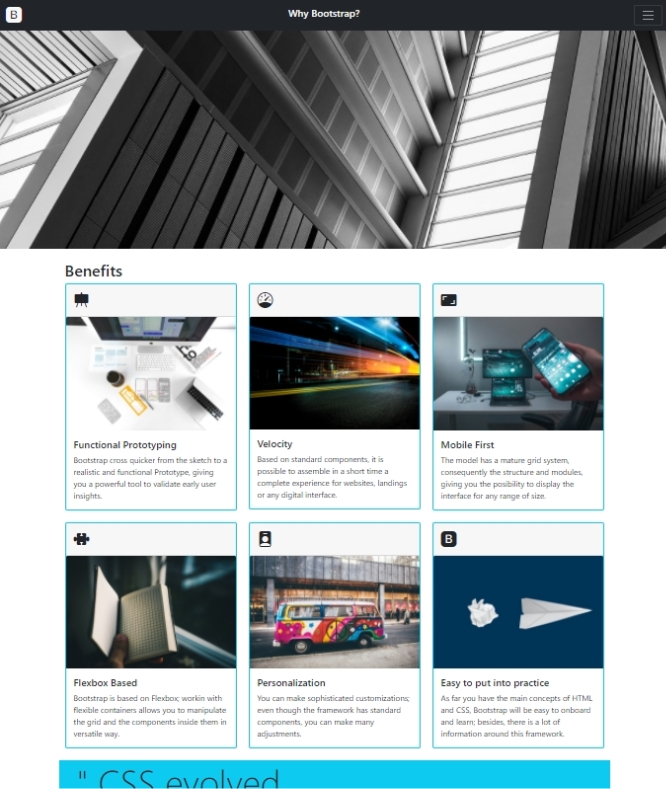 B
Why Bootstrap?
Benefits
Functional Prototyping
Bootstrap cross quicker from the sketch to a
realistic and functional Prototype, giving
you a powerful tool to validate early user
insights.
Velocity
Based on standard components, it is
possible to assemble in a short time a
complete experience for websites, landings
or any digital interface.
Mobile First
The model has a mature grid system,
consequently the structure and modules,
giving you the posibility to display the
interface for any range of size.
B
Flexbox Based
Bootstrap is based on Flexbox; workin with
flexible containers allows you to manipulate
the grid and the components inside them in
versatile way.
Personalization
You can make sophisticated customizations;
even though the framework has standard
components, you can make many
adjustments.
Easy to put into practice
As far you have the main concepts of HTML
and CSS, Bootstrap will be easy to onboard
and learn; besides, there is a lot of
information around this framework.
" CSS evolved